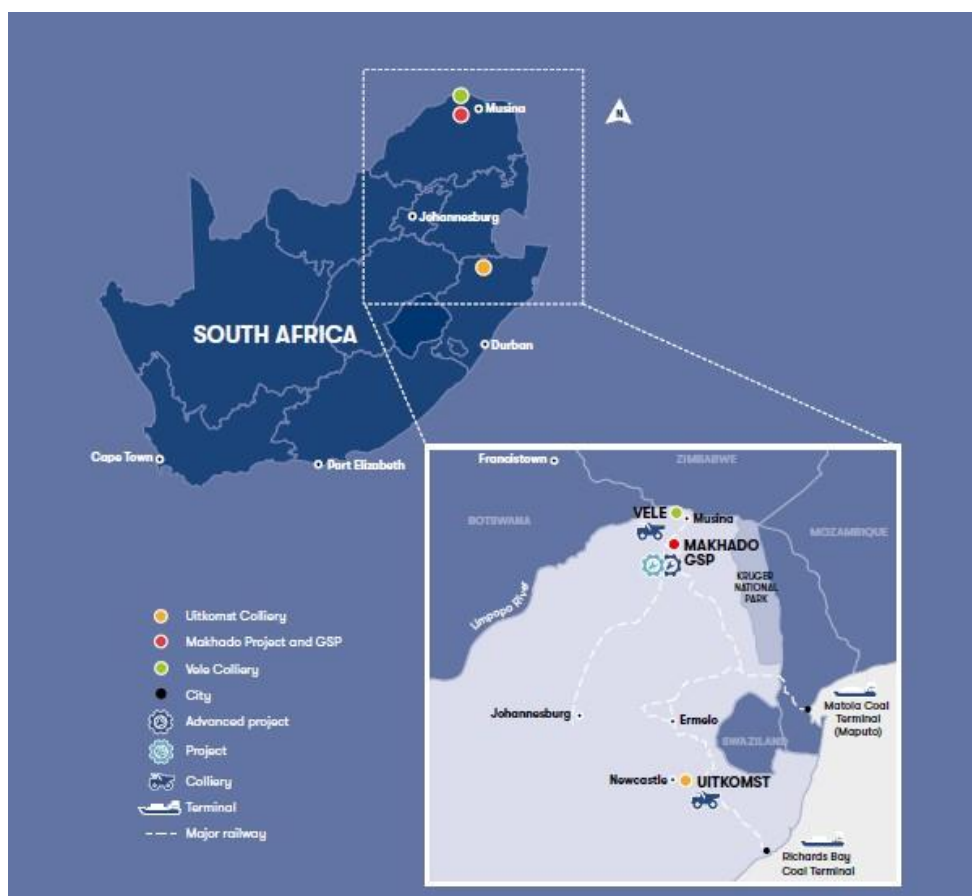 Musina
N
Johannesburg
SOUTH AFRICA
Durban
Cape Town
Port Elizabeth
Uitkomst Colliery
Makhado Project and GSP
Vele Colliery
City
Advanced project
Project
Colliery
Terminal
Major railway
Francistown
ZIMBABWE
BOTSWANA
VELE
Musina
MOZAMBIQUE
MAKHADO
GSP
KRUGER
NATIONAL
PARK
Limpopo River
Johannesburg
Ermelo
SWAZILAND
Matola Coal
Terminal
(Maputo)
Newcastle
UITKOMST
Richards Bay
Coal Terminal